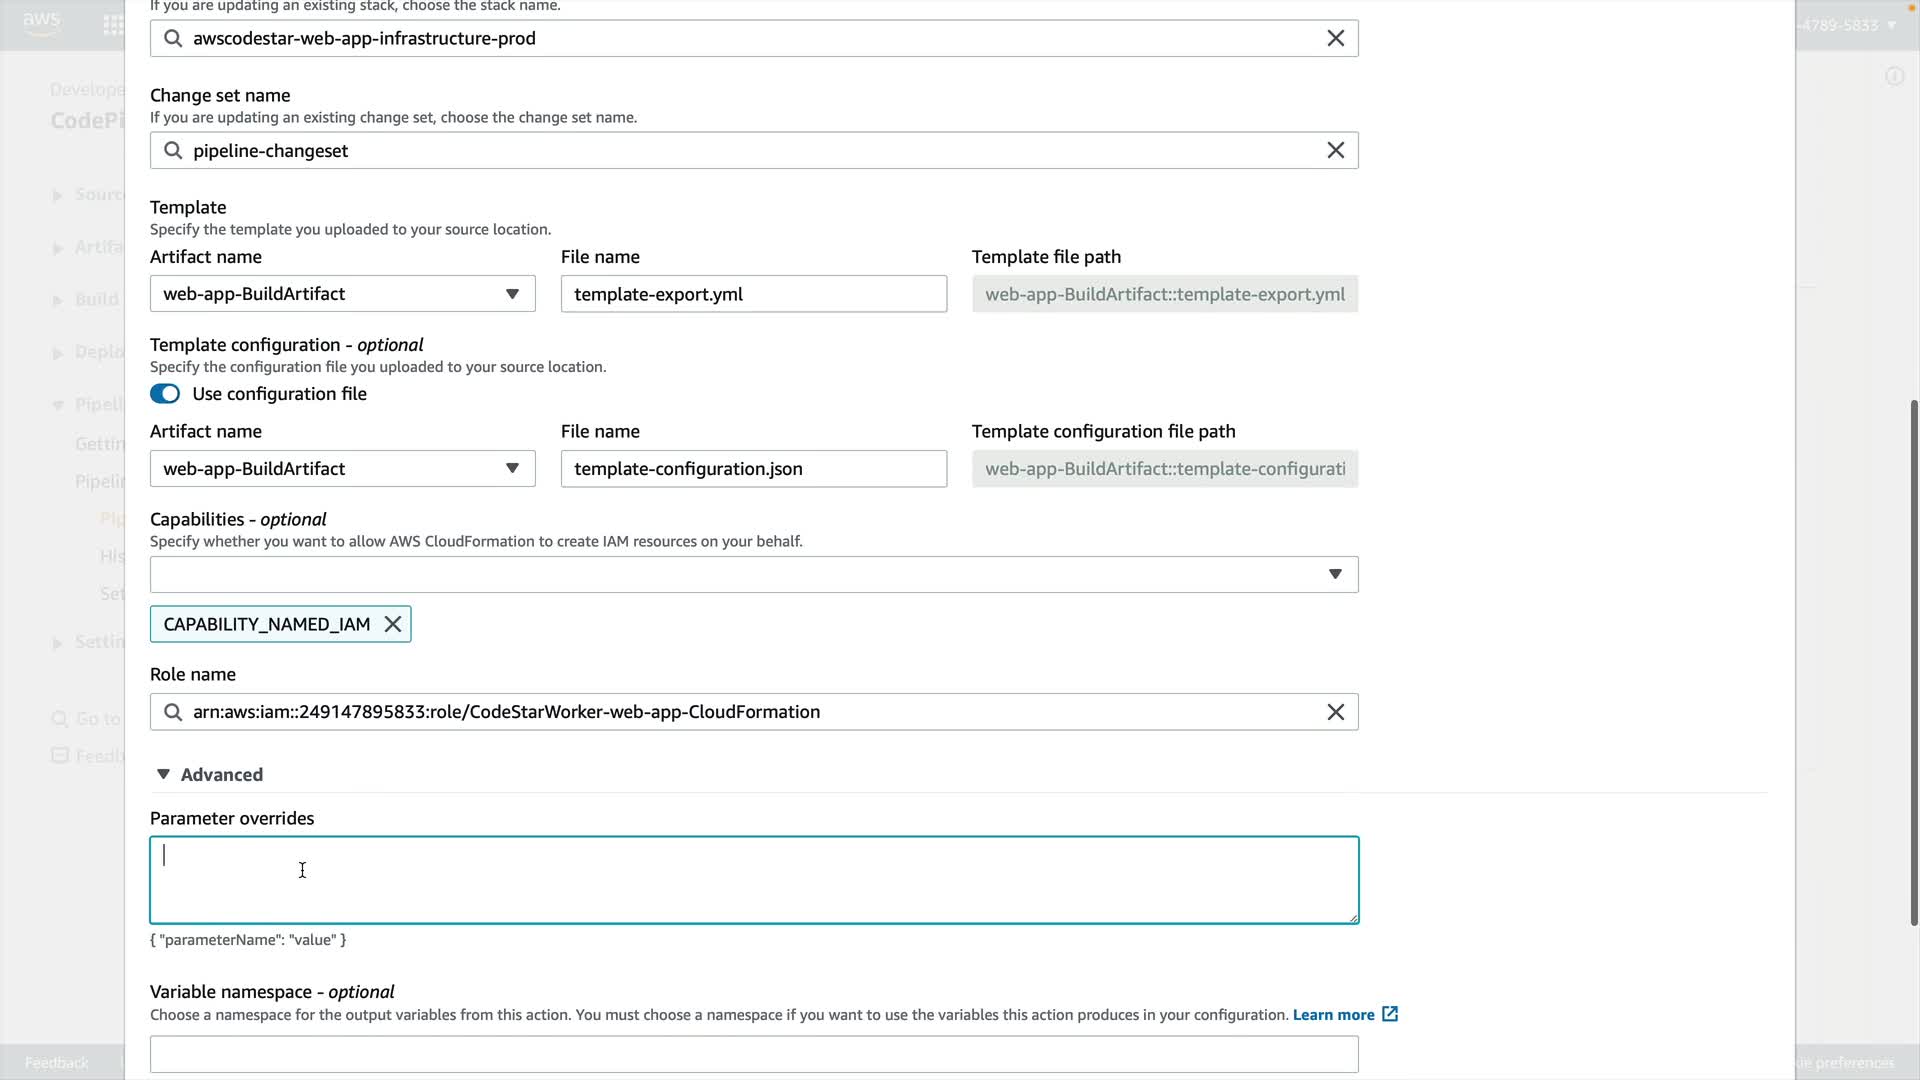 If you are updating an existing stack, choose the stack name.
aws
-4789-5833
awscodestar-web-app-infrastructure-prod
Develope
CodePi
Change set name
If you are updating an existing change set, choose the change set name.
pipeline-changeset
Sourc
Template
Specify the template you uploaded to your source location.
Artifa
Artifact name File name Template file path
web-app-BuildArtifact template-export.yml web-app-BuildArtifact::template-export.yml
Build
Template configuration - optional
Deplo
Specify the configuration file you uploaded to your source location.
Use configuration file
Pipeli
Artifact name File name Template configuration file path
Gettin
web-app-BuildArtifact template-configuration.json web-app-BuildArtifact::template-configurati
Pipelin
Capabilities - optional
Pip
Specify whether you want to allow AWS CloudFormation to create IAM resources on your behalf.
His
Set
CAPABILITY_NAMED_IAM
Settin
Role name
arn:aws:iam::249147895833:role/CodeStarWorker-web-app-CloudFormation
Go to
Feedb
Advanced
Parameter overrides
{ "parameterName": "value" }
Variable namespace - optional
Choose a namespace for the output variables from this action. You must choose a namespace if you want to use the variables this action produces in your configuration. Learn more
Feedback
ie preferences